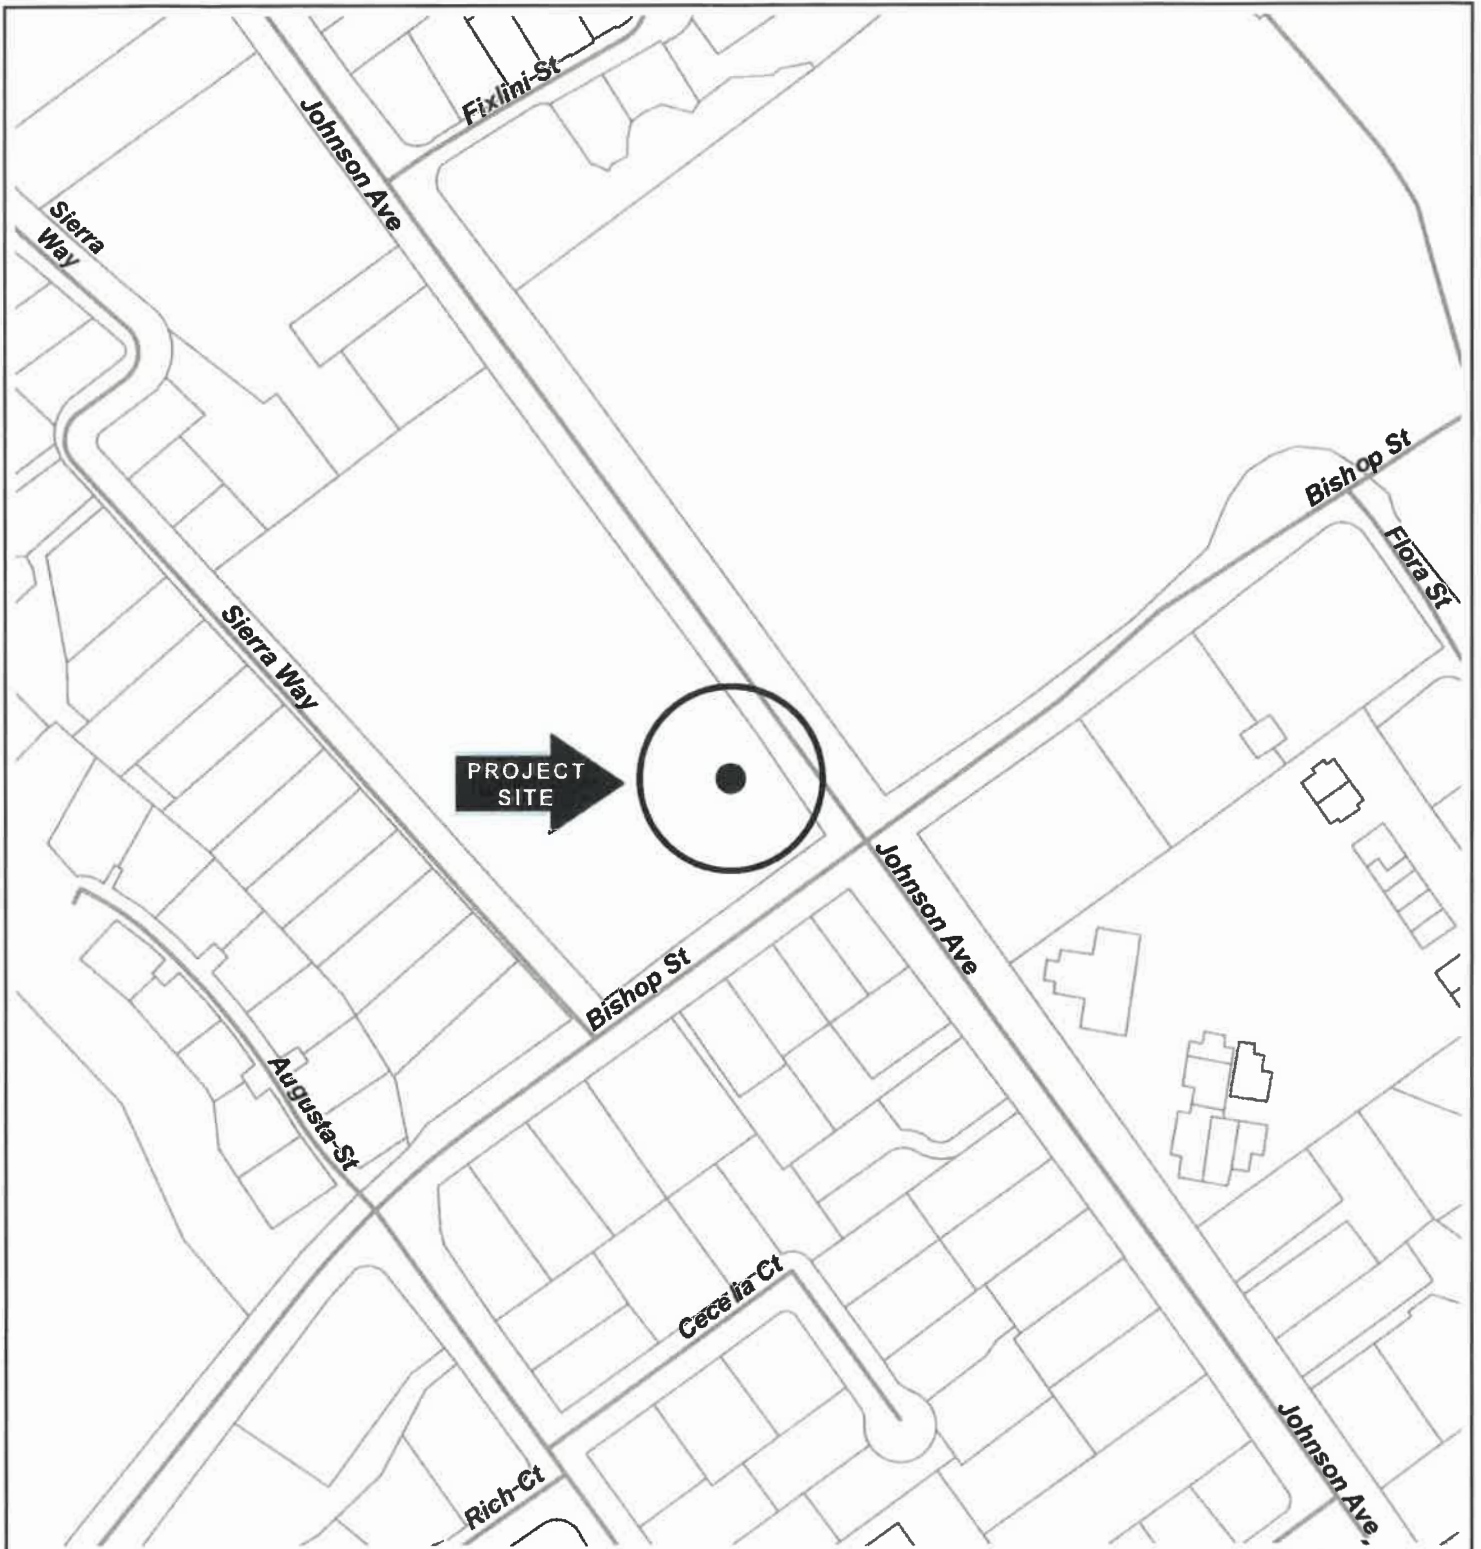 Fixlini St
Johnson Ave
Sierra
Way
Bishop St
Flora St
Sierra Way
PROJECT
SITE
Johnson Ave
Bishop St
Augusta St
Cecelia Ct
Johnson Ave
Rich Ct